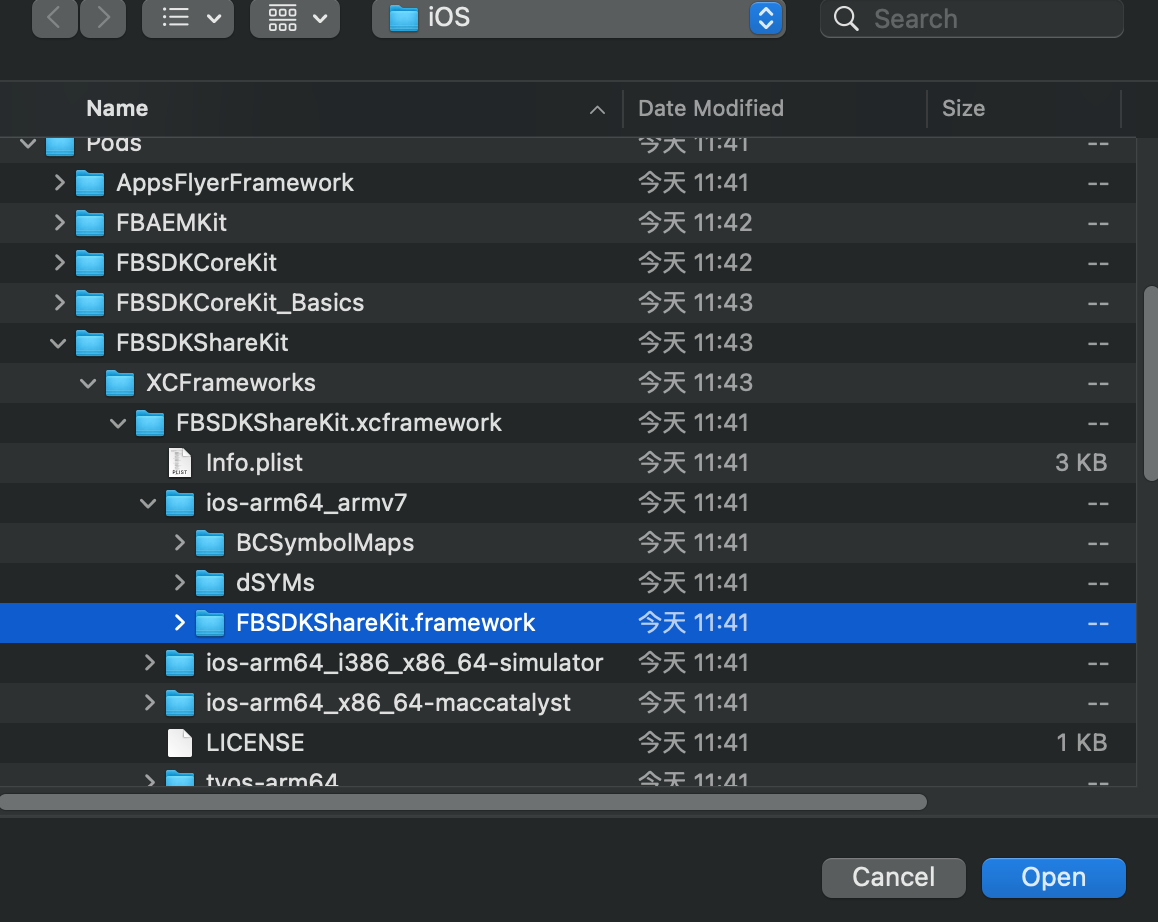 iOS
Search
Name Date Modified Size
Pods 今天 11:41 --
AppsFlyerFramework 今天 11:41 --
FBAEMKit 今天 11:42 --
FBSDKCoreKit 今天 11:42 --
FBSDKCoreKit_Basics 今天 11:43 --
FBSDKShareKit 今天 11:43 --
XCFrameworks 今天 11:43 --
FBSDKShareKit.xcframework 今天 11:41 --
Info.plist 今天 11:41 3 KB
ios-arm64_armv7 今天 11:41 --
BCSymbolMaps 今天 11:41 --
dSYMs 今天 11:41 --
FBSDKShareKit.framework 今天 11:41 --
ios-arm64_i386_x86_64-simulator 今天 11:41 --
ios-arm64_x86_64-maccatalyst 今天 11:41 --
LICENSE 今天 11:41 1 KB
tvos-arm64 今天 11:41 --
Cancel Open